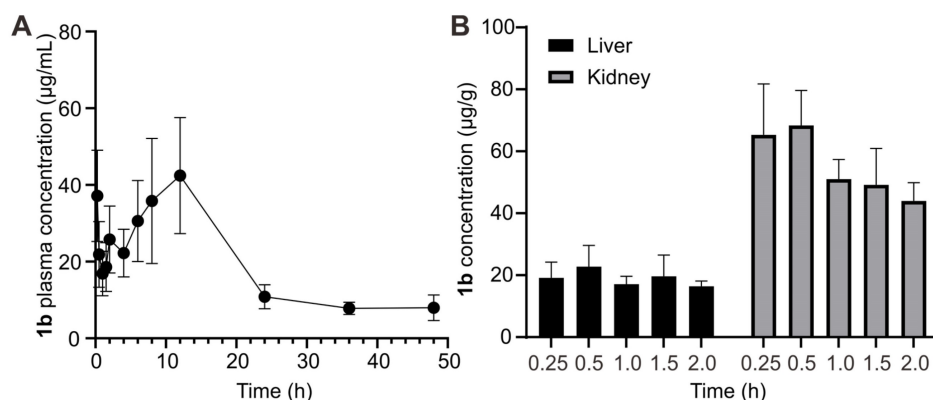 A
1b plasma concentration (µg/mL)
80
60
40
20
0
0 10 20 30 40 50
Time (h)
B
1b concentration (µg/g)
100
80
60
40
20
0
Liver
Kidney
0.25 0.5 1.0 1.5 2.0 0.25 0.5 1.0 1.5 2.0
Time (h)